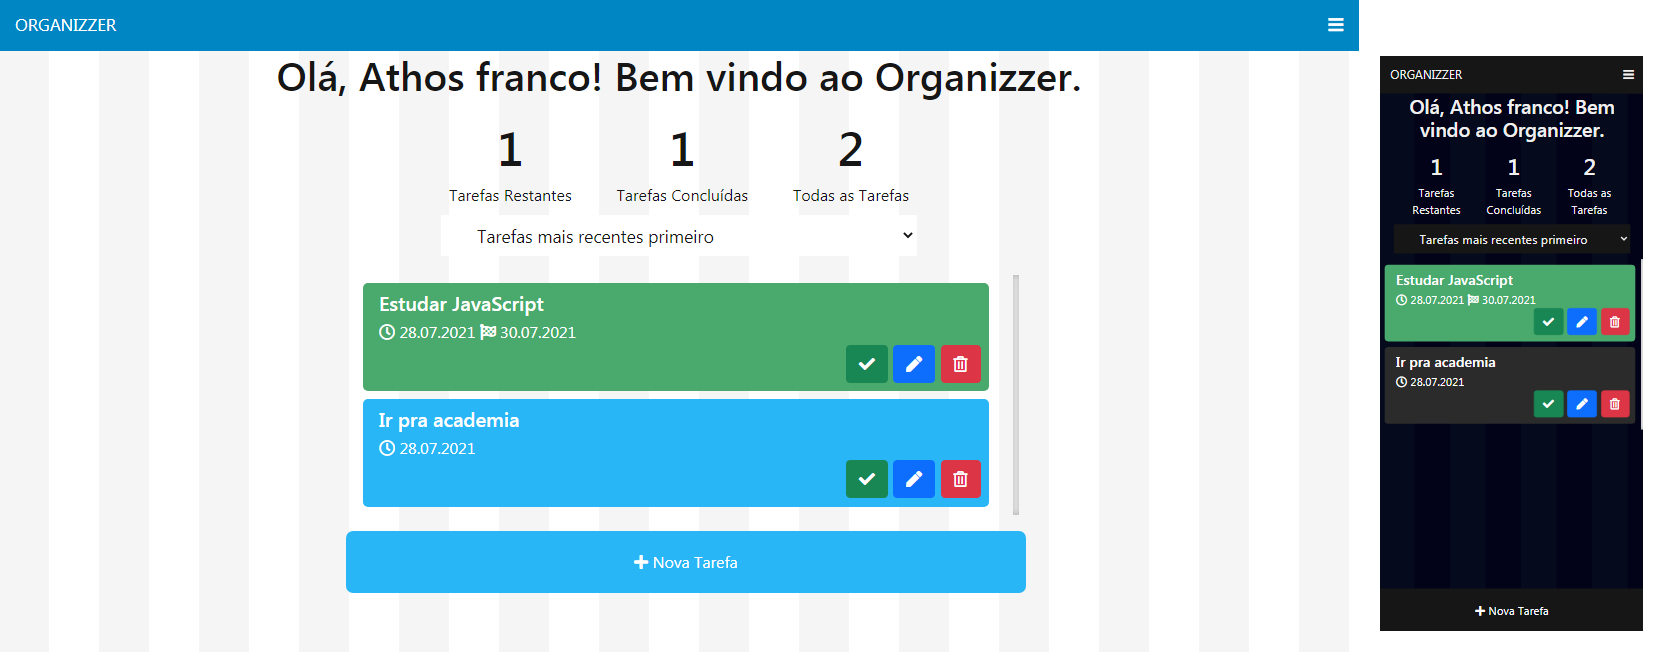 ORGANIZZER
Olá, Athos franco! Bem vindo ao Organizzer.
1 1 2
Tarefas Restantes Tarefas Concluídas Todas as Tarefas
Tarefas mais recentes primeiro
Estudar JavaScript
28.07.2021 30.07.2021
Ir pra academia
28.07.2021
Nova Tarefa
ORGANIZZER
Olá, Athos franco! Bem
vindo ao Organizzer.
1 1 2
Tarefas Tarefas Todas as
Restantes Concluídas Tarefas
Tarefas mais recentes primeiro
Estudar JavaScript
28.07.2021 30.07.2021
Ir pra academia
28.07.2021
Nova Tarefa